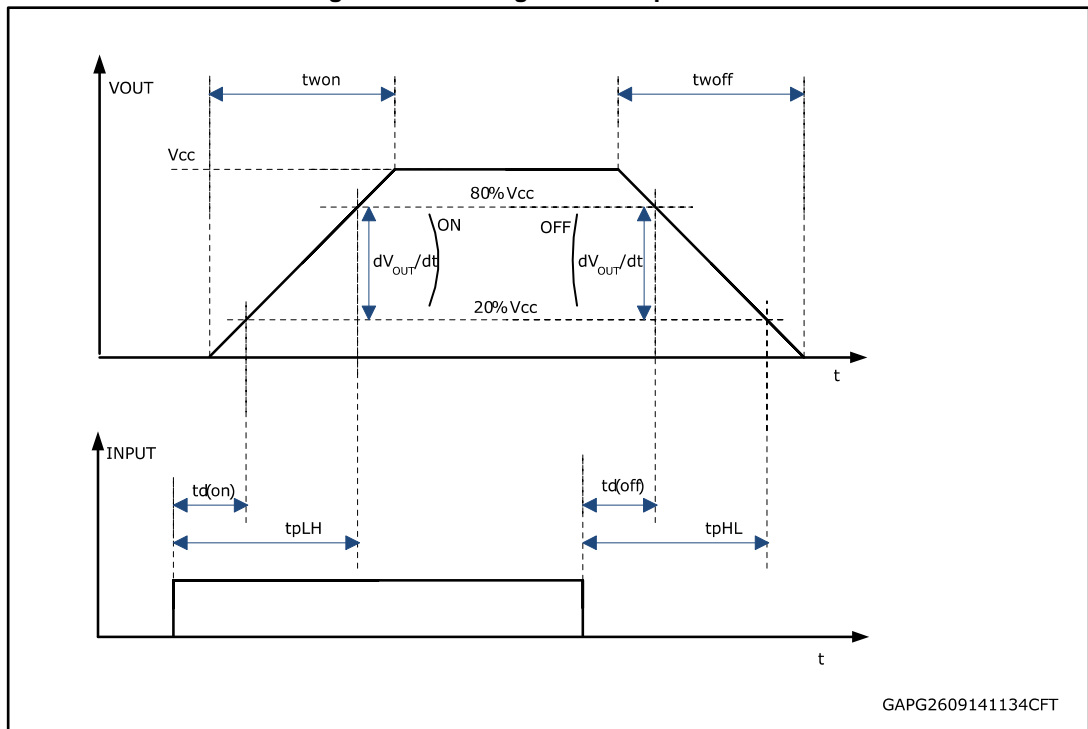 VOUT
twon
twoff
Vcc
80% Vcc
ON
OFF
dVOUT/dt
dVOUT/dt
20% Vcc
t
INPUT
td(on)
td(off)
tpLH
tpHL
t
GAPG2609141134CFT